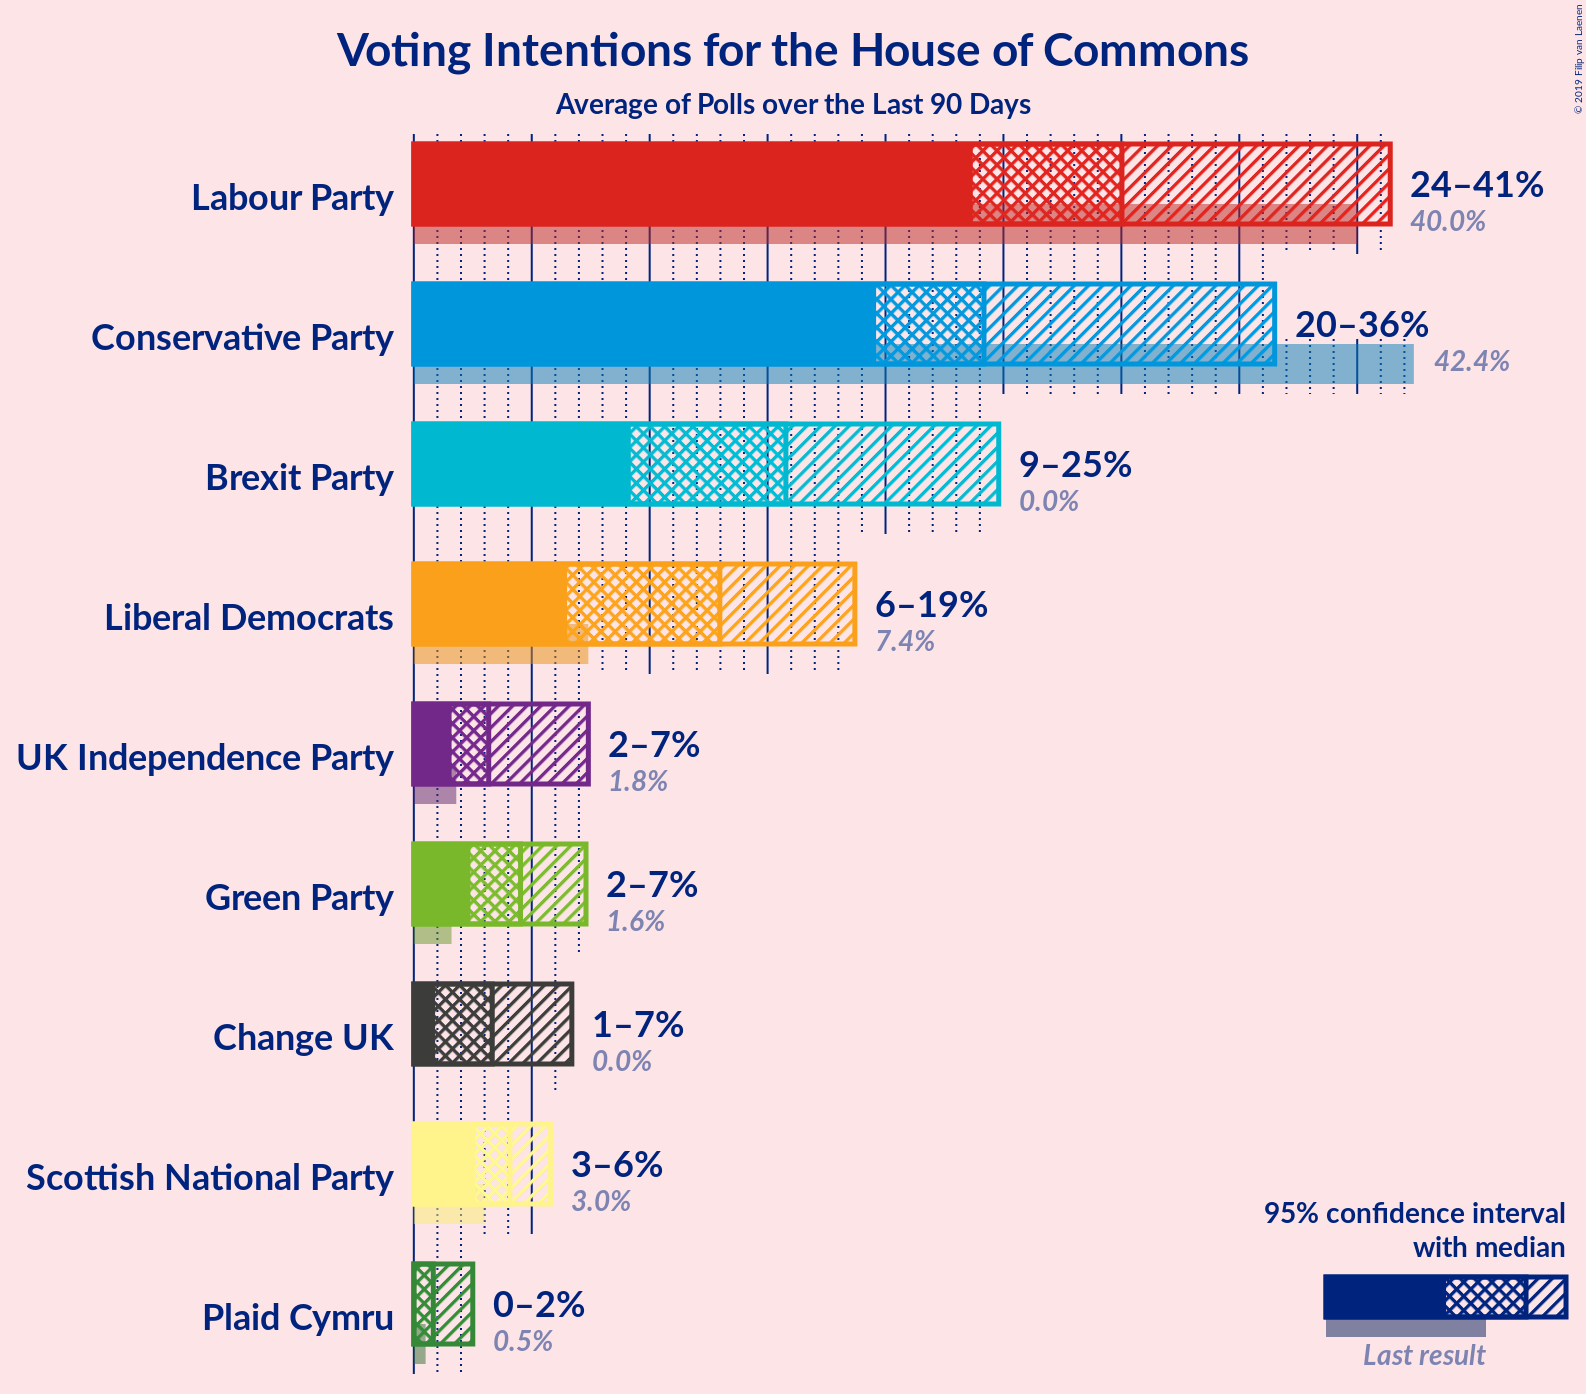 Voting Intentions for the House of Commons
Average of Polls over the Last 90 Days
© 2019 Filip van Laenen
Labour Party
24–41%
40.0%
Conservative Party
20–36%
42.4%
Brexit Party
9–25%
0.0%
Liberal Democrats
6–19%
7.4%
UK Independence Party
2–7%
1.8%
Green Party
2–7%
1.6%
Change UK
1–7%
0.0%
Scottish National Party
3–6%
3.0%
Plaid Cymru
0–2%
0.5%
95% confidence interval
with median
Last result